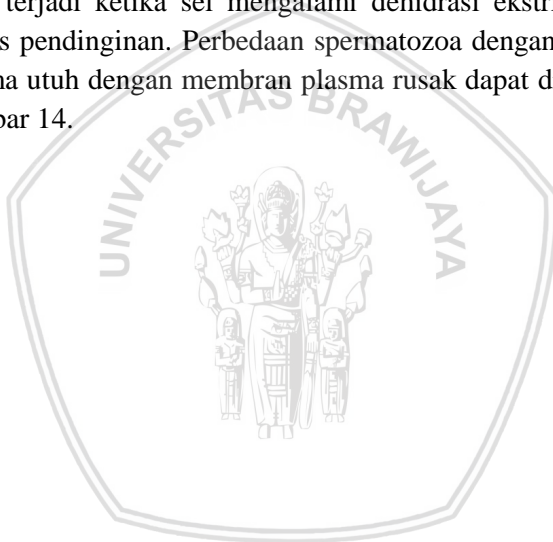 terjadi ketika sel mengalami dehidrasi
s pendinginan. Perbedaan spermatozoa dengan
na utuh dengan membran plasma rusak dapat
bar 14.
UNIVERSITAS BRAWIJAYA